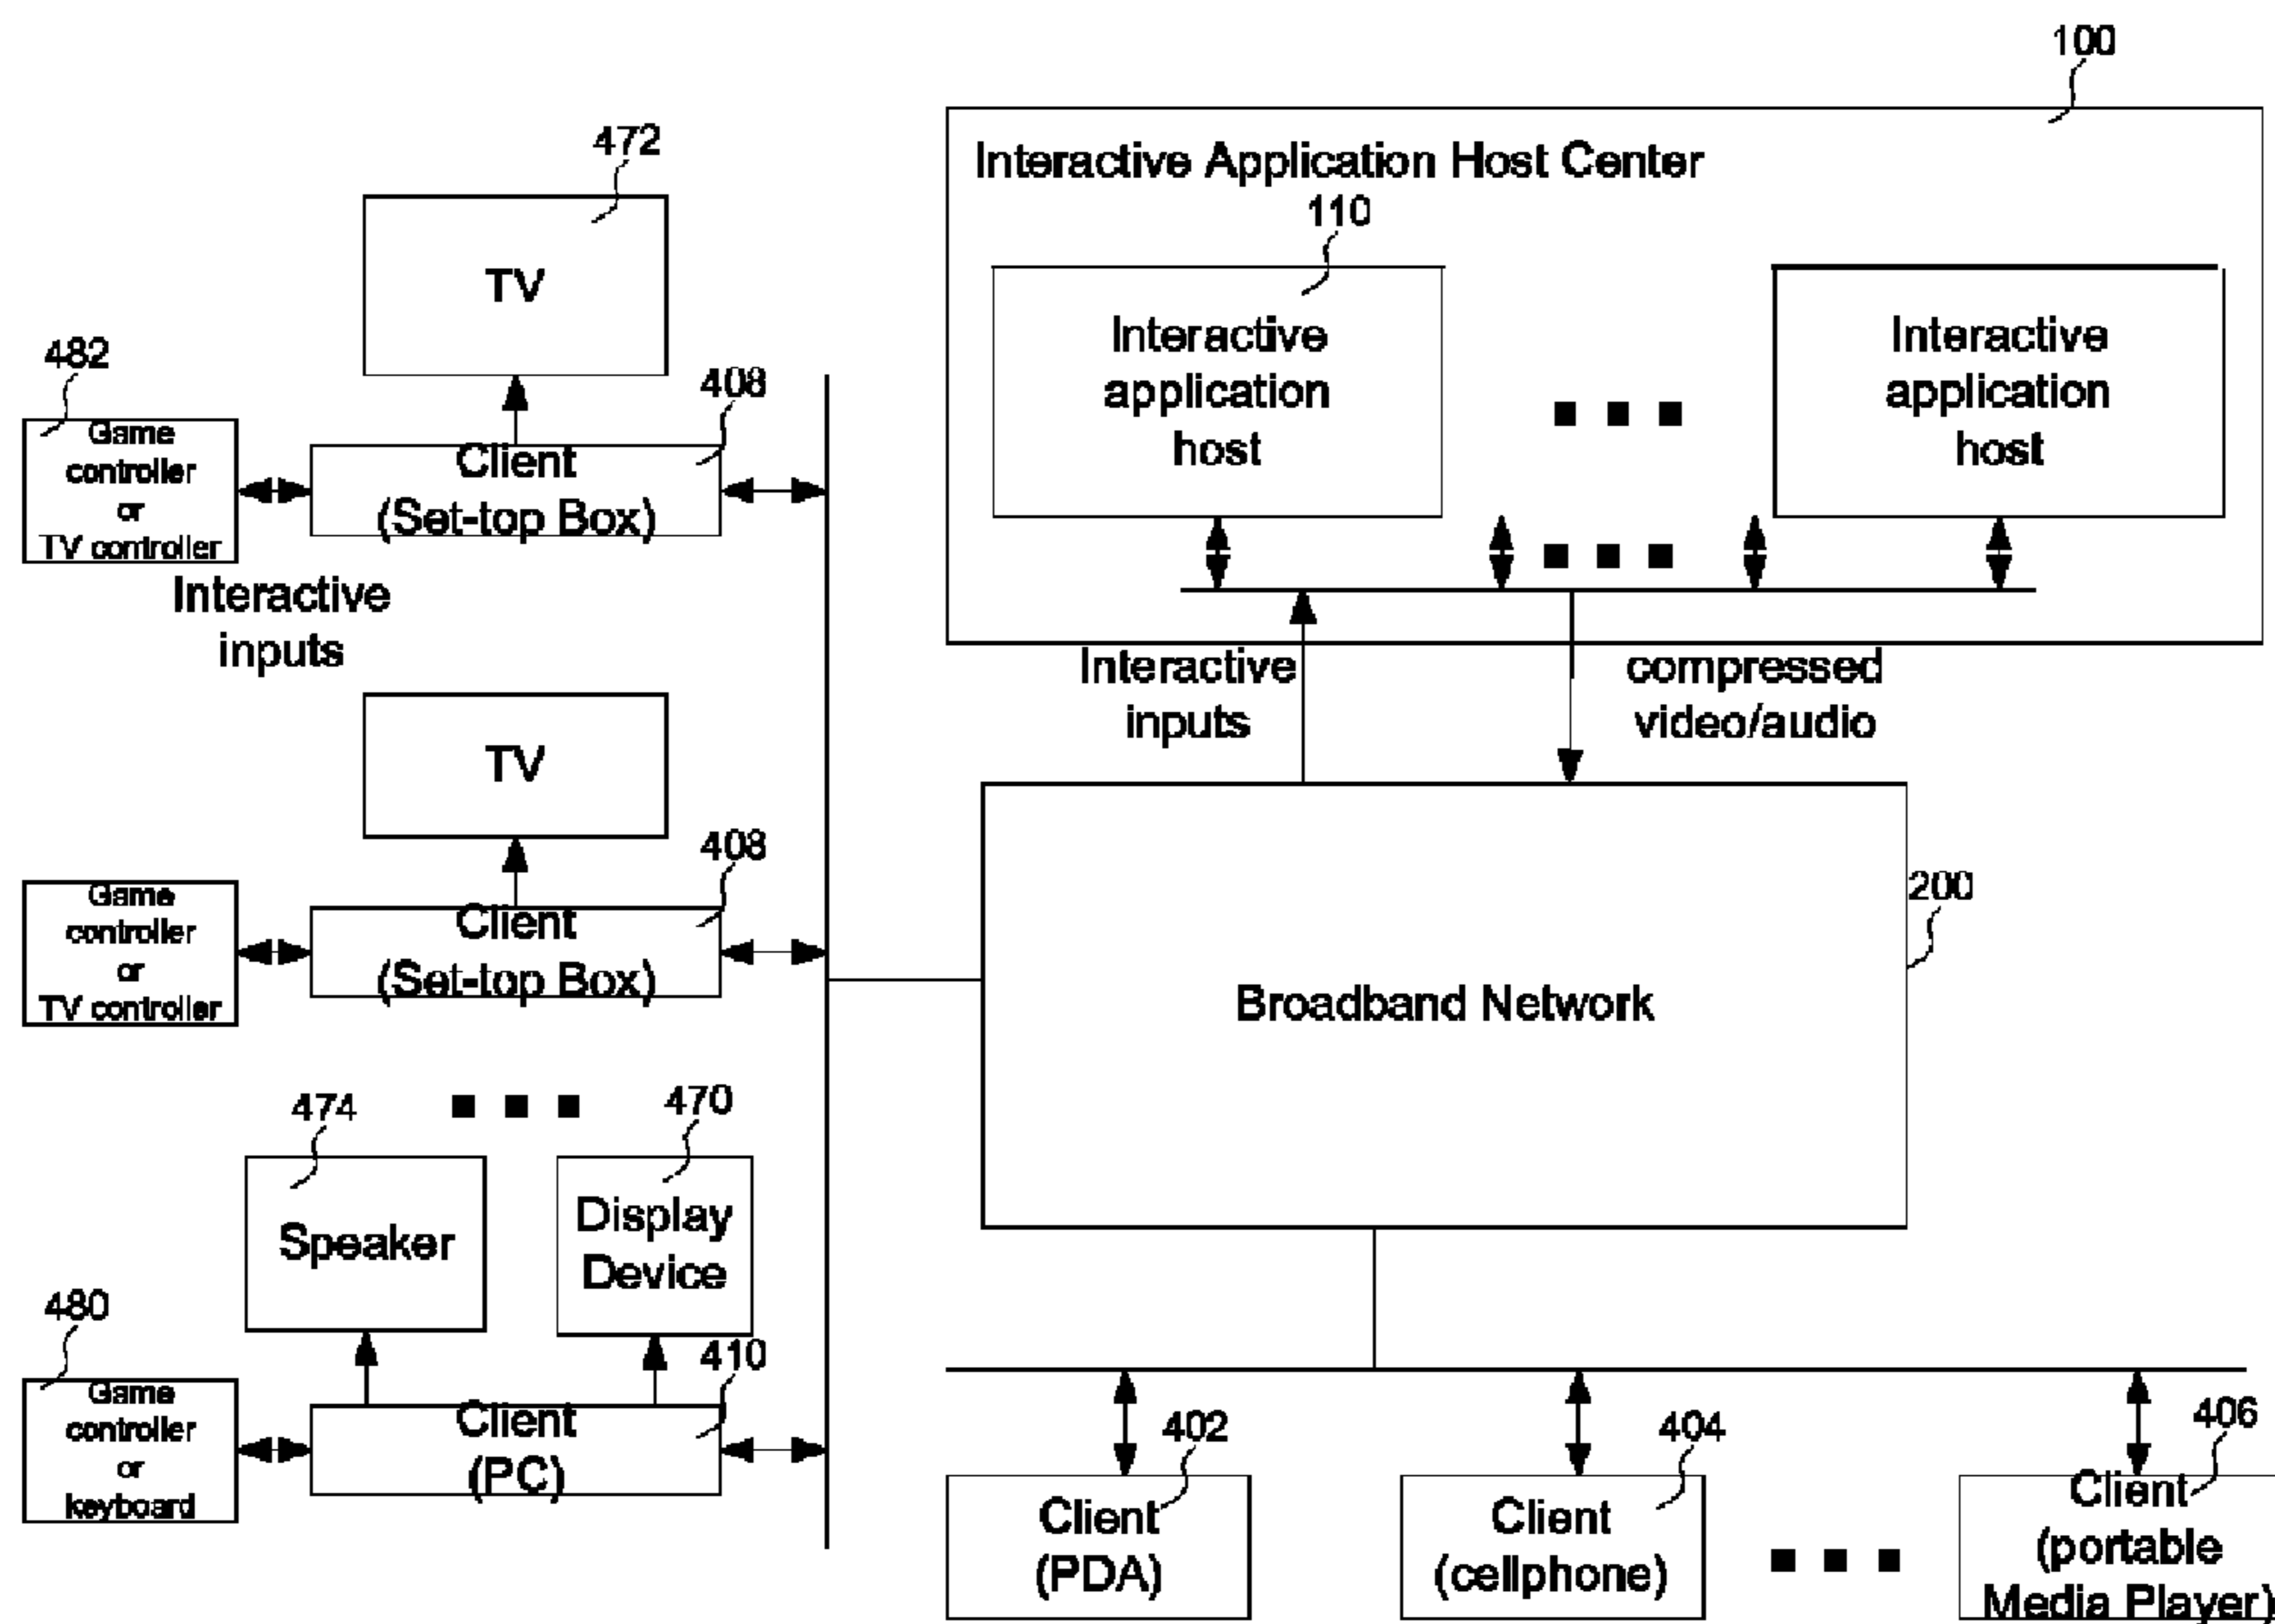 100
Interactive Application Host Center
110
Interactive
application
host
Interactive
application
host
Interactive
inputs
compressed
video/audio
472
TV
482
Game
controller
or
TV controller
408
Client
(Set-top Box)
Interactive
inputs
TV
408
Game
controller
or
TV controller
Client
(Set-top Box)
200
Broadband Network
474
Speaker
470
Display
Device
480
Game
controller
or
keyboard
410
Client
(PC)
402
Client
(PDA)
404
Client
(cellphone)
406
Client
(portable
Media Player)